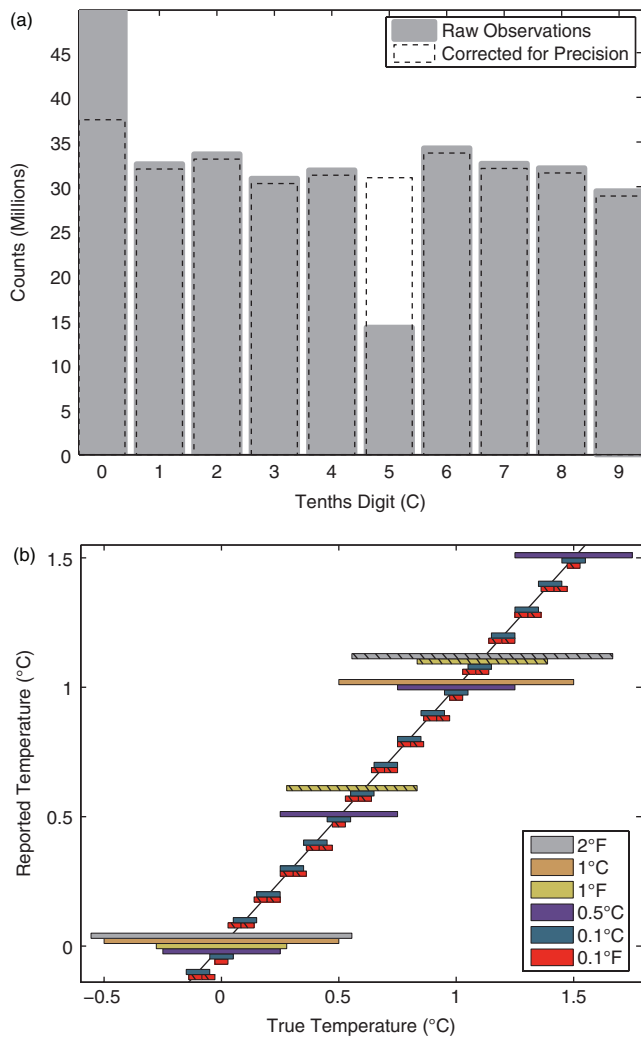 (a)
Raw Observations
Corrected for Precision
Counts (Millions)
45
40
35
30
25
20
15
10
5
0
0 1 2 3 4 5 6 7 8 9
Tenths Digit (C)
(b)
Reported Temperature (°C)
1.5
1
0.5
0
2°F
1°C
1°F
0.5°C
0.1°C
0.1°F
−0.5 0 0.5 1 1.5
True Temperature (°C)